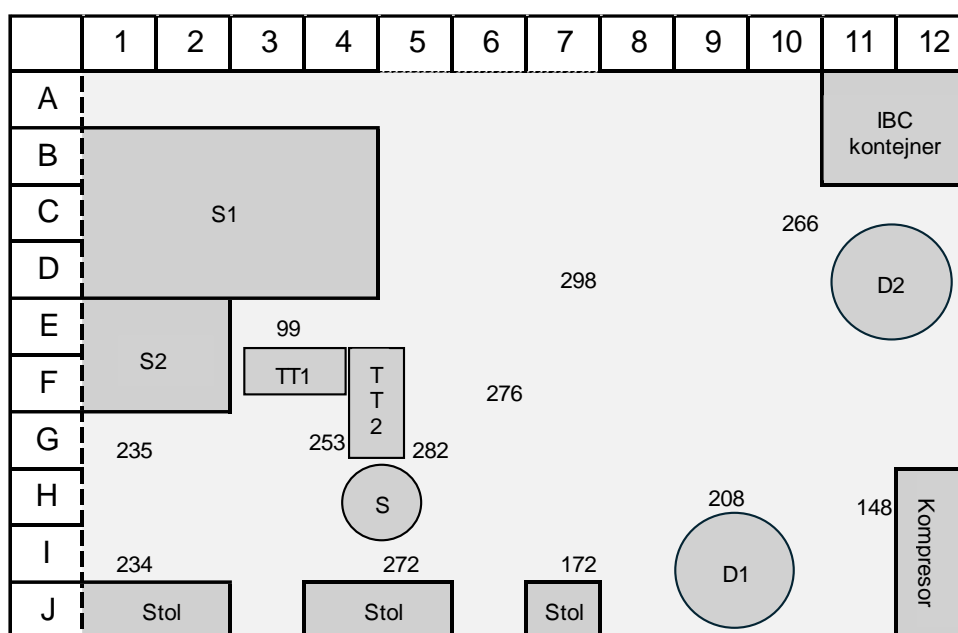 1 2 3 4 5 6 7 8 9 10 11 12
A
IBC
kontejner
B
C
S1
266
D
298
D2
E
99
S2
TT1
T
T
2
F
276
G
235
253
282
H
S
208
148
Kompresor
I
234
272
172
D1
J
Stol
Stol
Stol